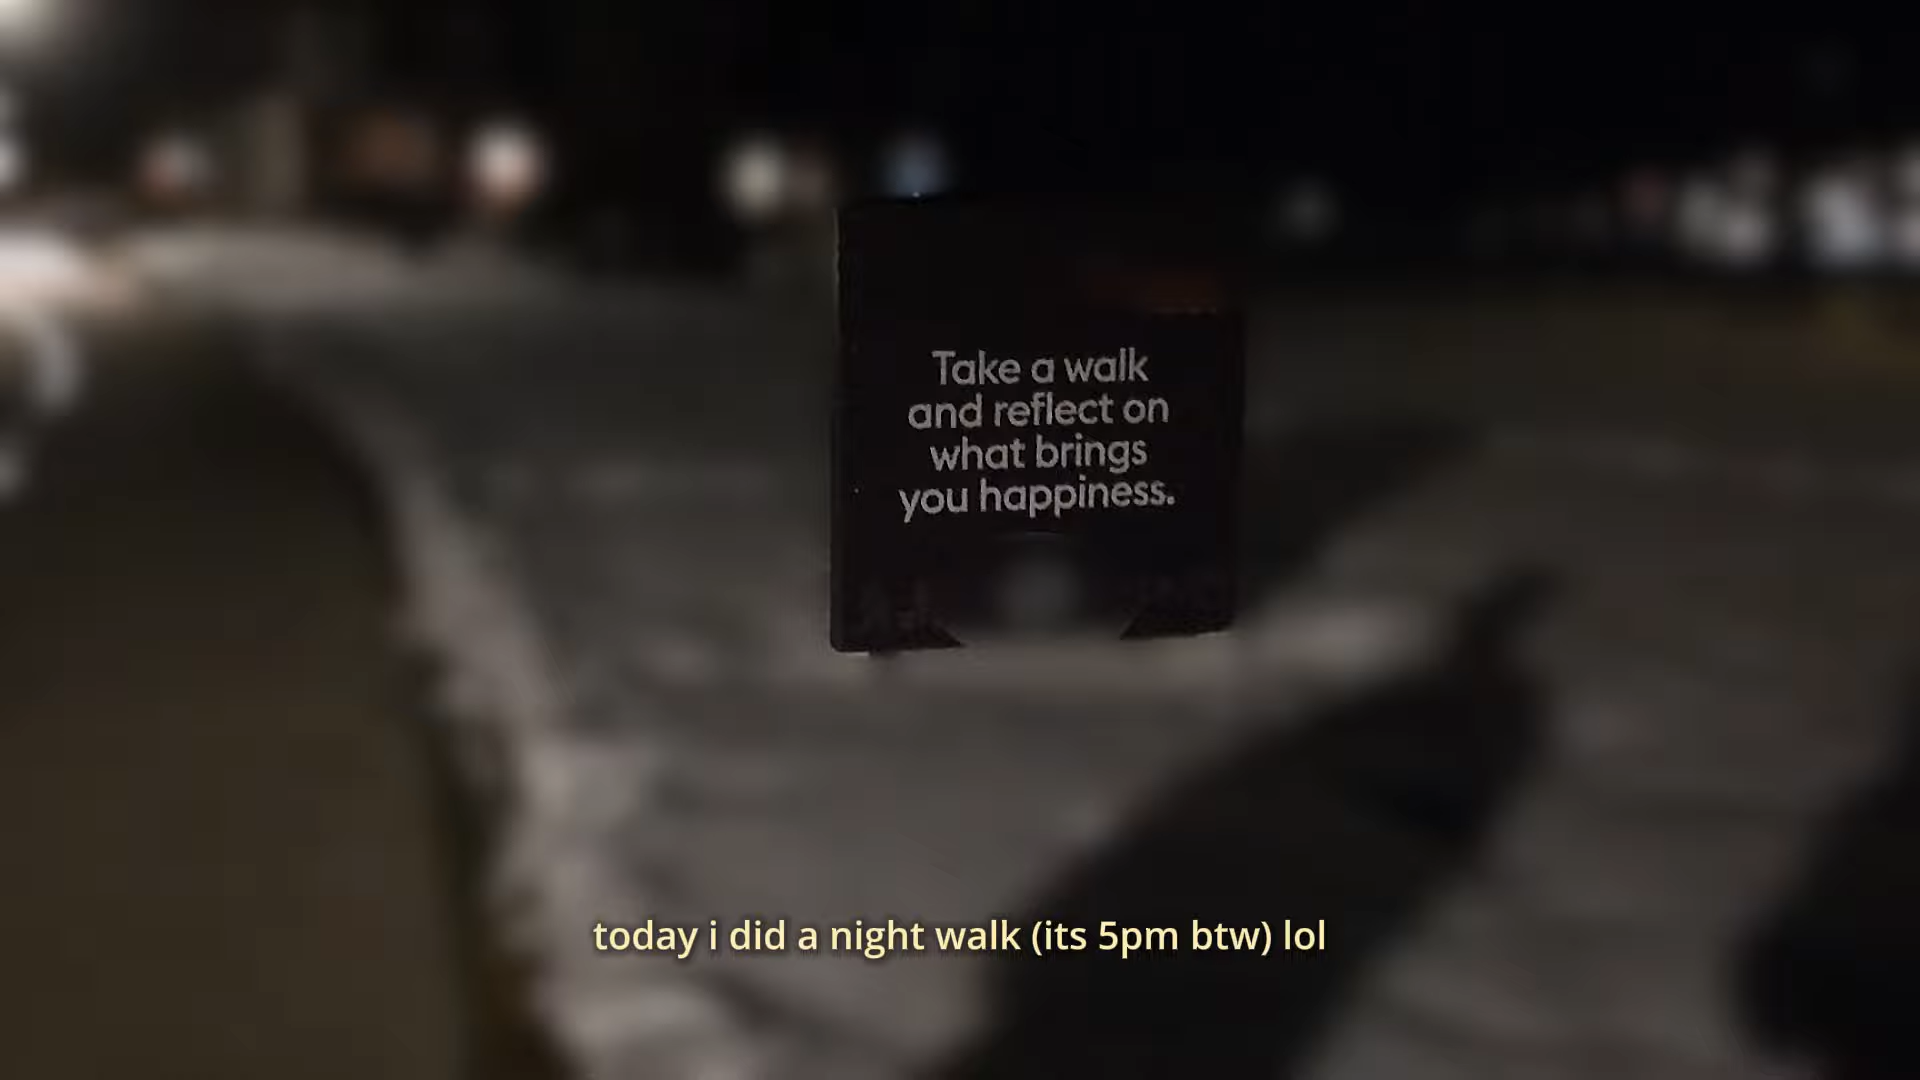 Take a walk
and reflect on
what brings
you happiness.
today i did a night walk (its 5pm btw) lol